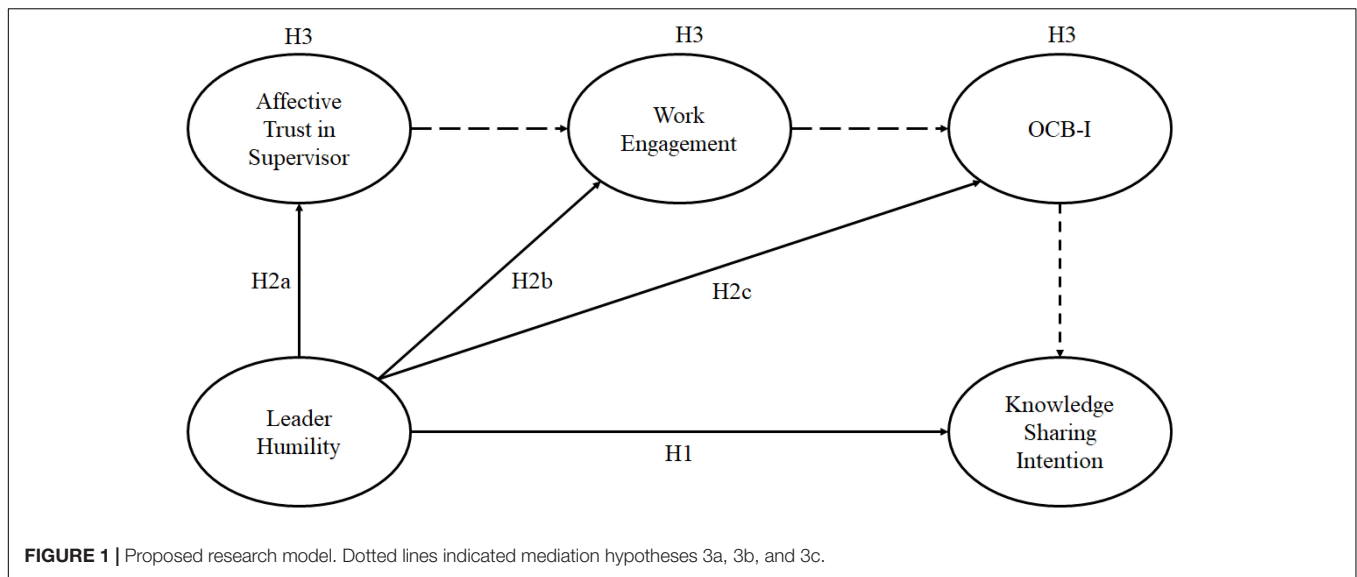 H3
H3
H3
Affective
Trust in
Supervisor
Work
Engagement
OCB-I
H2a
H2b
H2c
Leader
Humility
H1
Knowledge
Sharing
Intention
FIGURE 1 | Proposed research model. Dotted lines indicated mediation hypotheses 3a, 3b, and 3c.